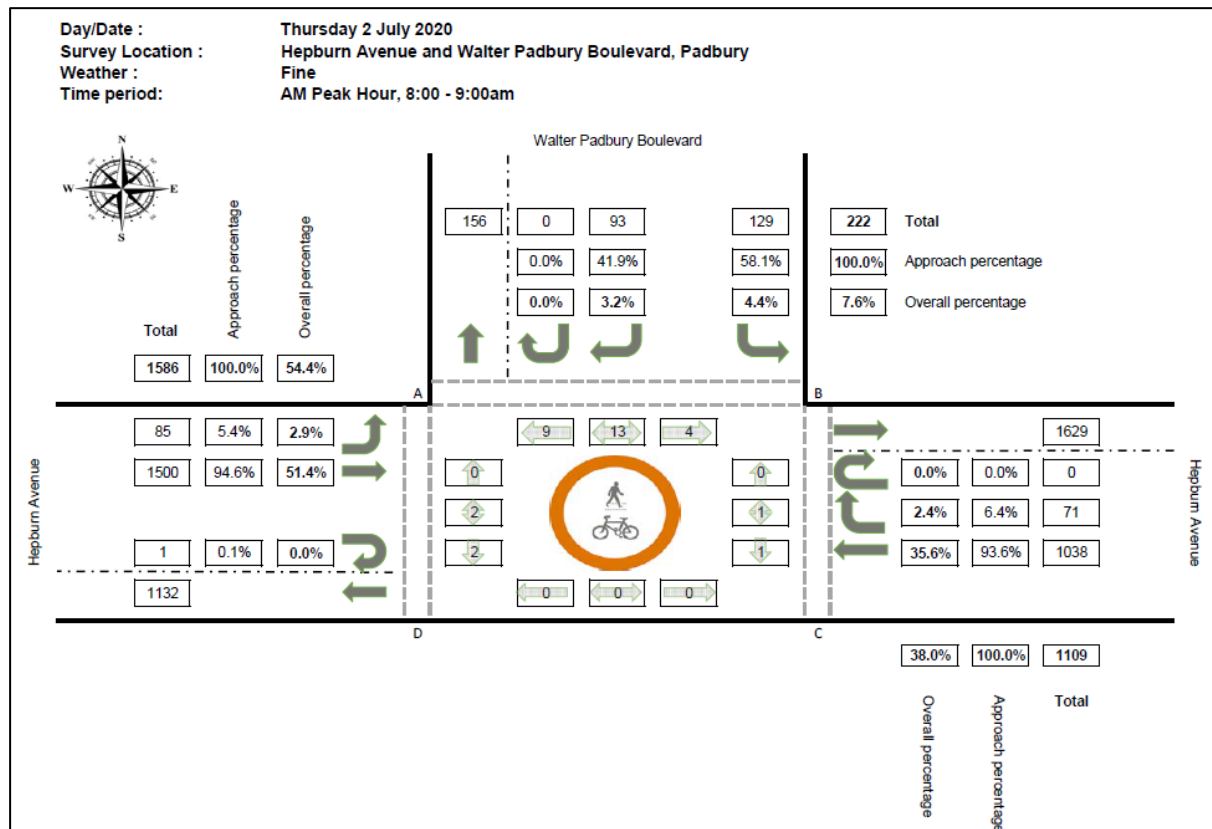 Day/Date : Thursday 2 July 2020
Survey Location : Hepburn Avenue and Walter Padbury Boulevard, Padbury
Weather : Fine
Time period: AM Peak Hour, 8:00 - 9:00am
Walter Padbury Boulevard
N
W E
S
156 0 93 129 222 Total
0.0% 41.9% 58.1% 100.0% Approach percentage
0.0% 3.2% 4.4% 7.6% Overall percentage
Total Approach percentage Overall percentage
1586 100.0% 54.4%
A B
85 5.4% 2.9% 9 13 4 1629
1500 94.6% 51.4% 0 0 0.0% 0.0% 0
Hepburn Avenue
Hepburn Avenue
2 1 2.4% 6.4% 71
1 0.1% 0.0% 2 1 35.6% 93.6% 1038
1132 0 0 0
D C
38.0% 100.0% 1109
Overall percentage Approach percentage Total